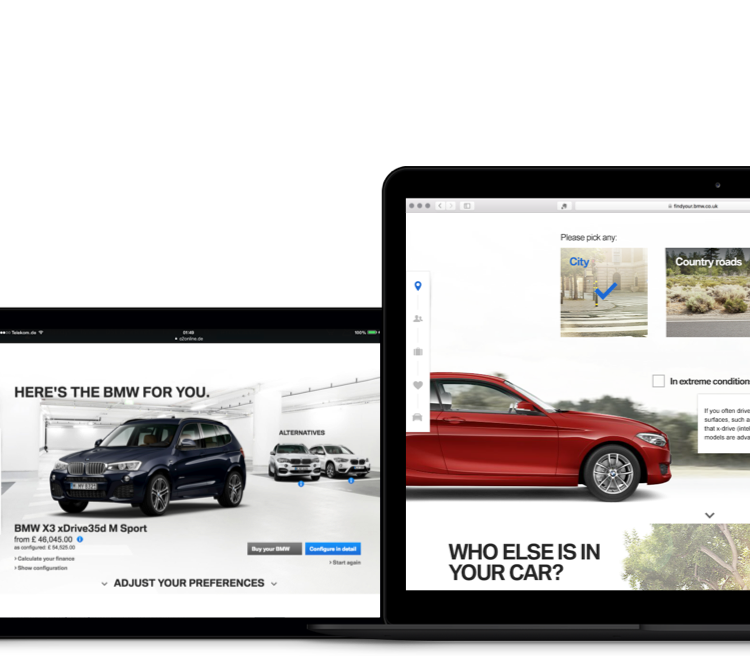 Telekom.de
01:49
100%
x2online.de
HERE'S THE BMW FOR YOU.
ALTERNATIVES
BMW X3 xDrive35d M Sport
from £ 46,045.00
as configured: £ 54,525.00
› Calculate your finance
› Show configuration
Buy your BMW
Configure in detail
› Start again
ADJUST YOUR PREFERENCES
findyour.bmw.co.uk
Please pick any:
City
Country roads
In extreme condition
If you often drive
surfaces, such a
that x-drive (intel
models are adva
WHO ELSE IS IN
YOUR CAR?